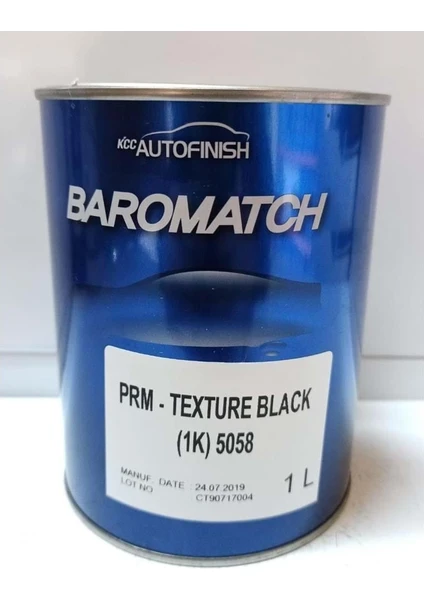 KCC AUTOFINISH
BAROMATCH
PRM - TEXTURE BLACK
(1K) 5058
MANUF. DATE : 24.07.2019
LOT NO CT90717004
1 L